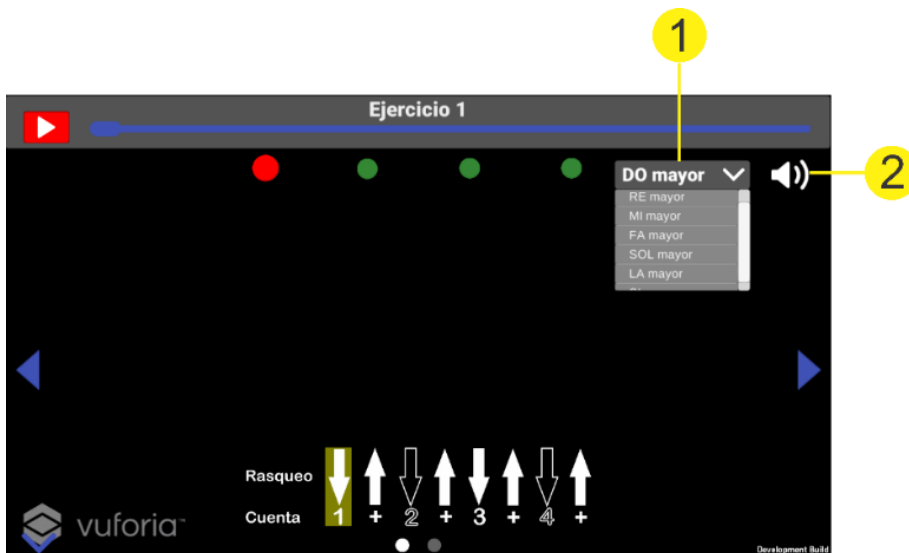 1
Ejercicio 1
DO mayor
2
RE mayor
MI mayor
FA mayor
SOL mayor
LA mayor
Rasqueo
Cuenta 1 + 2 + 3 + 4 +
vuforia™
Development Build